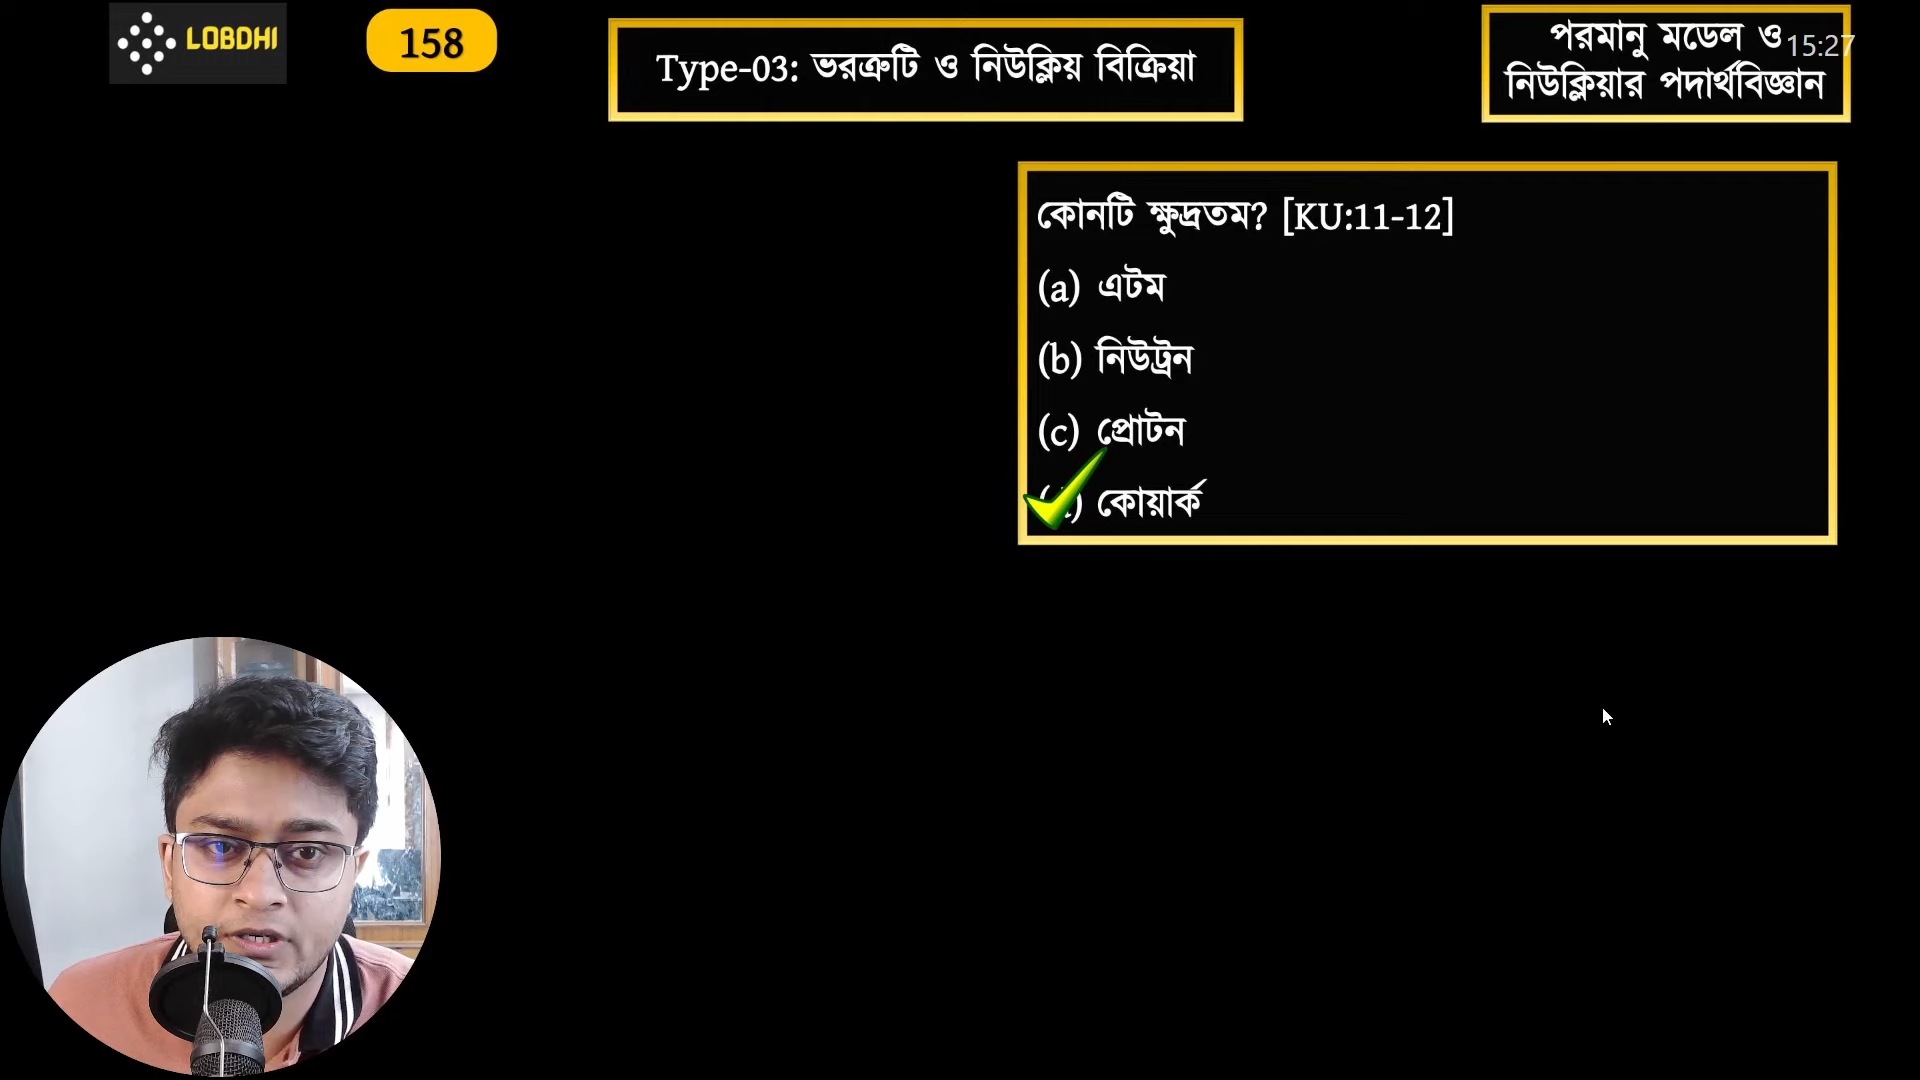 LOBDHI
158
Type-03: ভরত্রুটি ও নিউক্লিয় বিক্রিয়া
পরমানু মডেল ও
নিউক্লিয়ার পদার্থবিজ্ঞান
15:27
কোনটি ক্ষুদ্রতম? [KU:11-12]
(a) এটম
(b) নিউট্রন
(c) প্রোটন
কোয়ার্ক